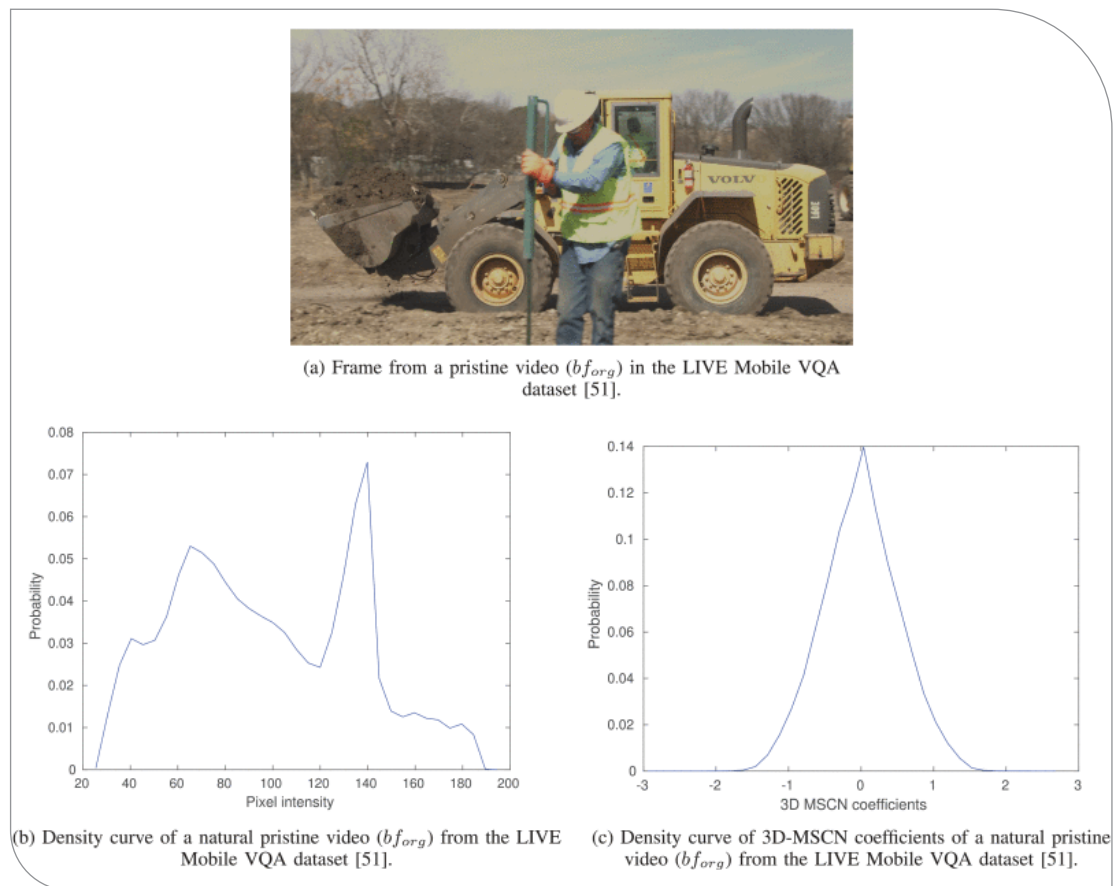 VOLVO
L60E
(a) Frame from a pristine video (bf_org) in the LIVE Mobile VQA
dataset [51].
0.08
0.07
0.06
0.05
0.04
0.03
0.02
0.01
0
Probability
20 40 60 80 100 120 140 160 180 200
Pixel intensity
(b) Density curve of a natural pristine video (bf_org) from the LIVE
Mobile VQA dataset [51].
0.14
0.12
0.1
0.08
0.06
0.04
0.02
0
Probability
-3 -2 -1 0 1 2 3
3D MSCN coefficients
(c) Density curve of 3D-MSCN coefficients of a natural pristine
video (bf_org) from the LIVE Mobile VQA dataset [51].